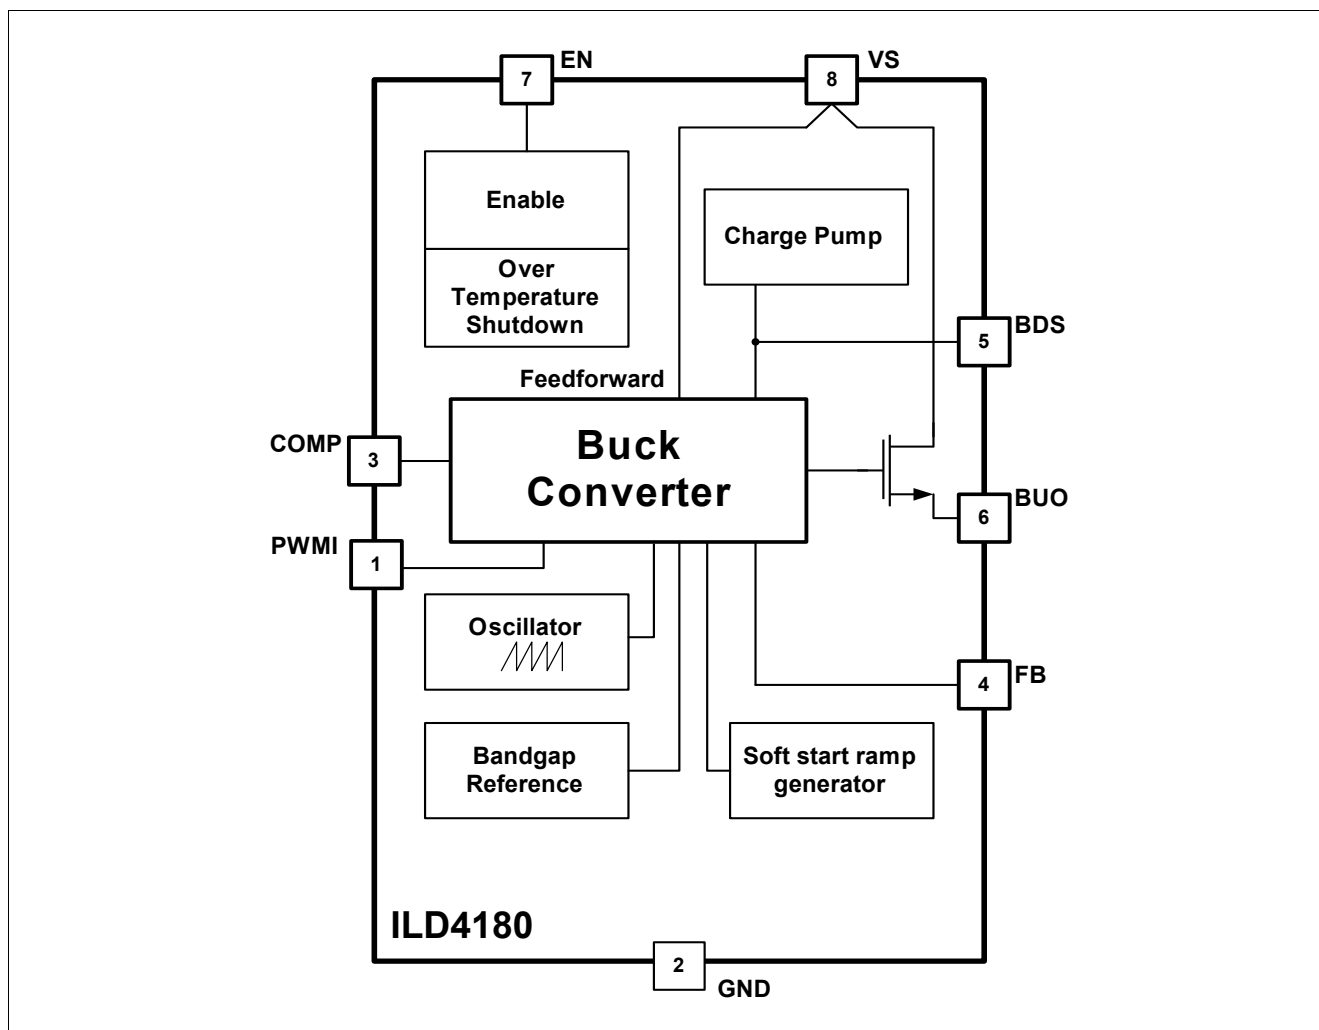 EN
VS
7
8
Enable
Charge Pump
Over
Temperature
Shutdown
BDS
5
Feedforward
COMP
3
Buck
Converter
BUO
6
PWMI
1
Oscillator
FB
4
Bandgap
Reference
Soft start ramp
generator
ILD4180
2
GND